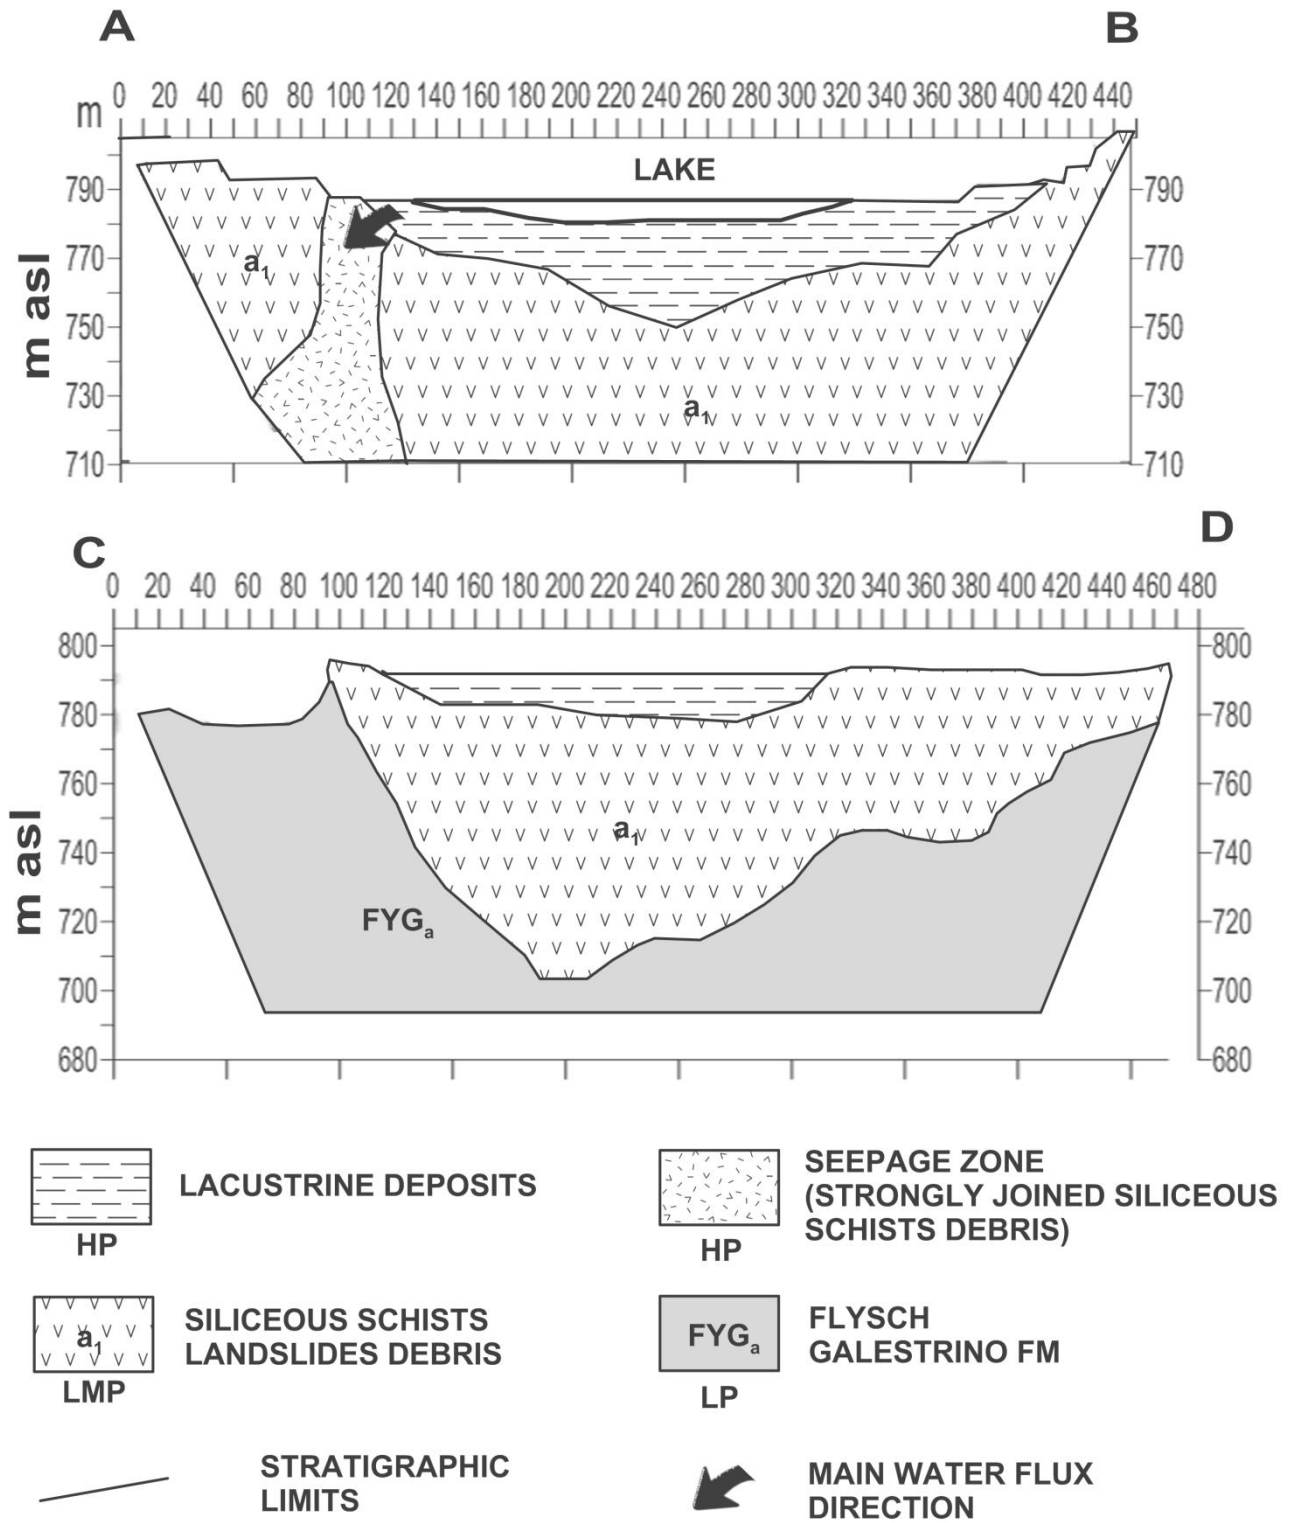 A
B
m 0 20 40 60 80 100 120 140 160 180 200 220 240 260 280 300 320 340 360 380 400 420 440
LAKE
790 790
770 770
a1
750 750
730 730
a1
710 710
m asl
C
D
0 20 40 60 80 100 120 140 160 180 200 220 240 260 280 300 320 340 360 380 400 420 440 460 480
800 800
780 780
760 760
a1
740 740
720 720
FYGa
700 700
680 680
m asl
LACUSTRINE DEPOSITS
HP
SEEPAGE ZONE
(STRONGLY JOINED SILICEOUS
SCHISTS DEBRIS)
HP
a1
SILICEOUS SCHISTS
LANDSLIDES DEBRIS
LMP
FYGa
FLYSCH
GALESTRINO FM
LP
STRATIGRAPHIC
LIMITS
MAIN WATER FLUX
DIRECTION